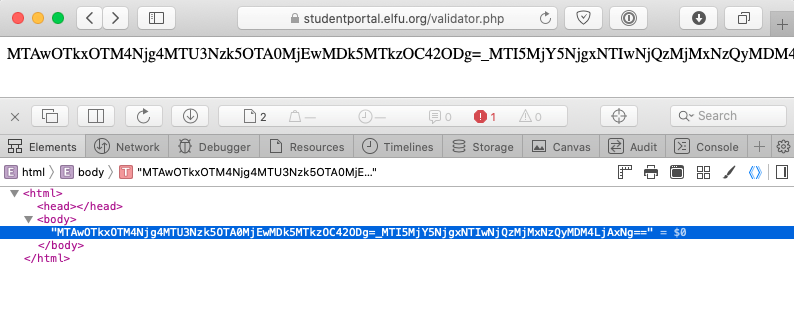 studentportal.elfu.org/validator.php
MTAwOTkxOTM4Njg4MTU3Nzk5OTA0MjEwMDk5MTkzOC42ODg=_MTI5MjY5NjgxNTIwNjQzMjMxNzQyMDM4
2 — — 0 1 0 Search
Elements Network Debugger Resources Timelines Storage Canvas Audit Console +
E html E body T "MTAwOTkxOTM4Njg4MTU3Nzk5OTA0MjE…"
<html>
<head></head>
<body>
"MTAwOTkxOTM4Njg4MTU3Nzk5OTA0MjEwMDk5MTkzOC42ODg=_MTI5MjY5NjgxNTIwNjQzMjMxNzQyMDM4LjAxNg==" = $0
</body>
</html>